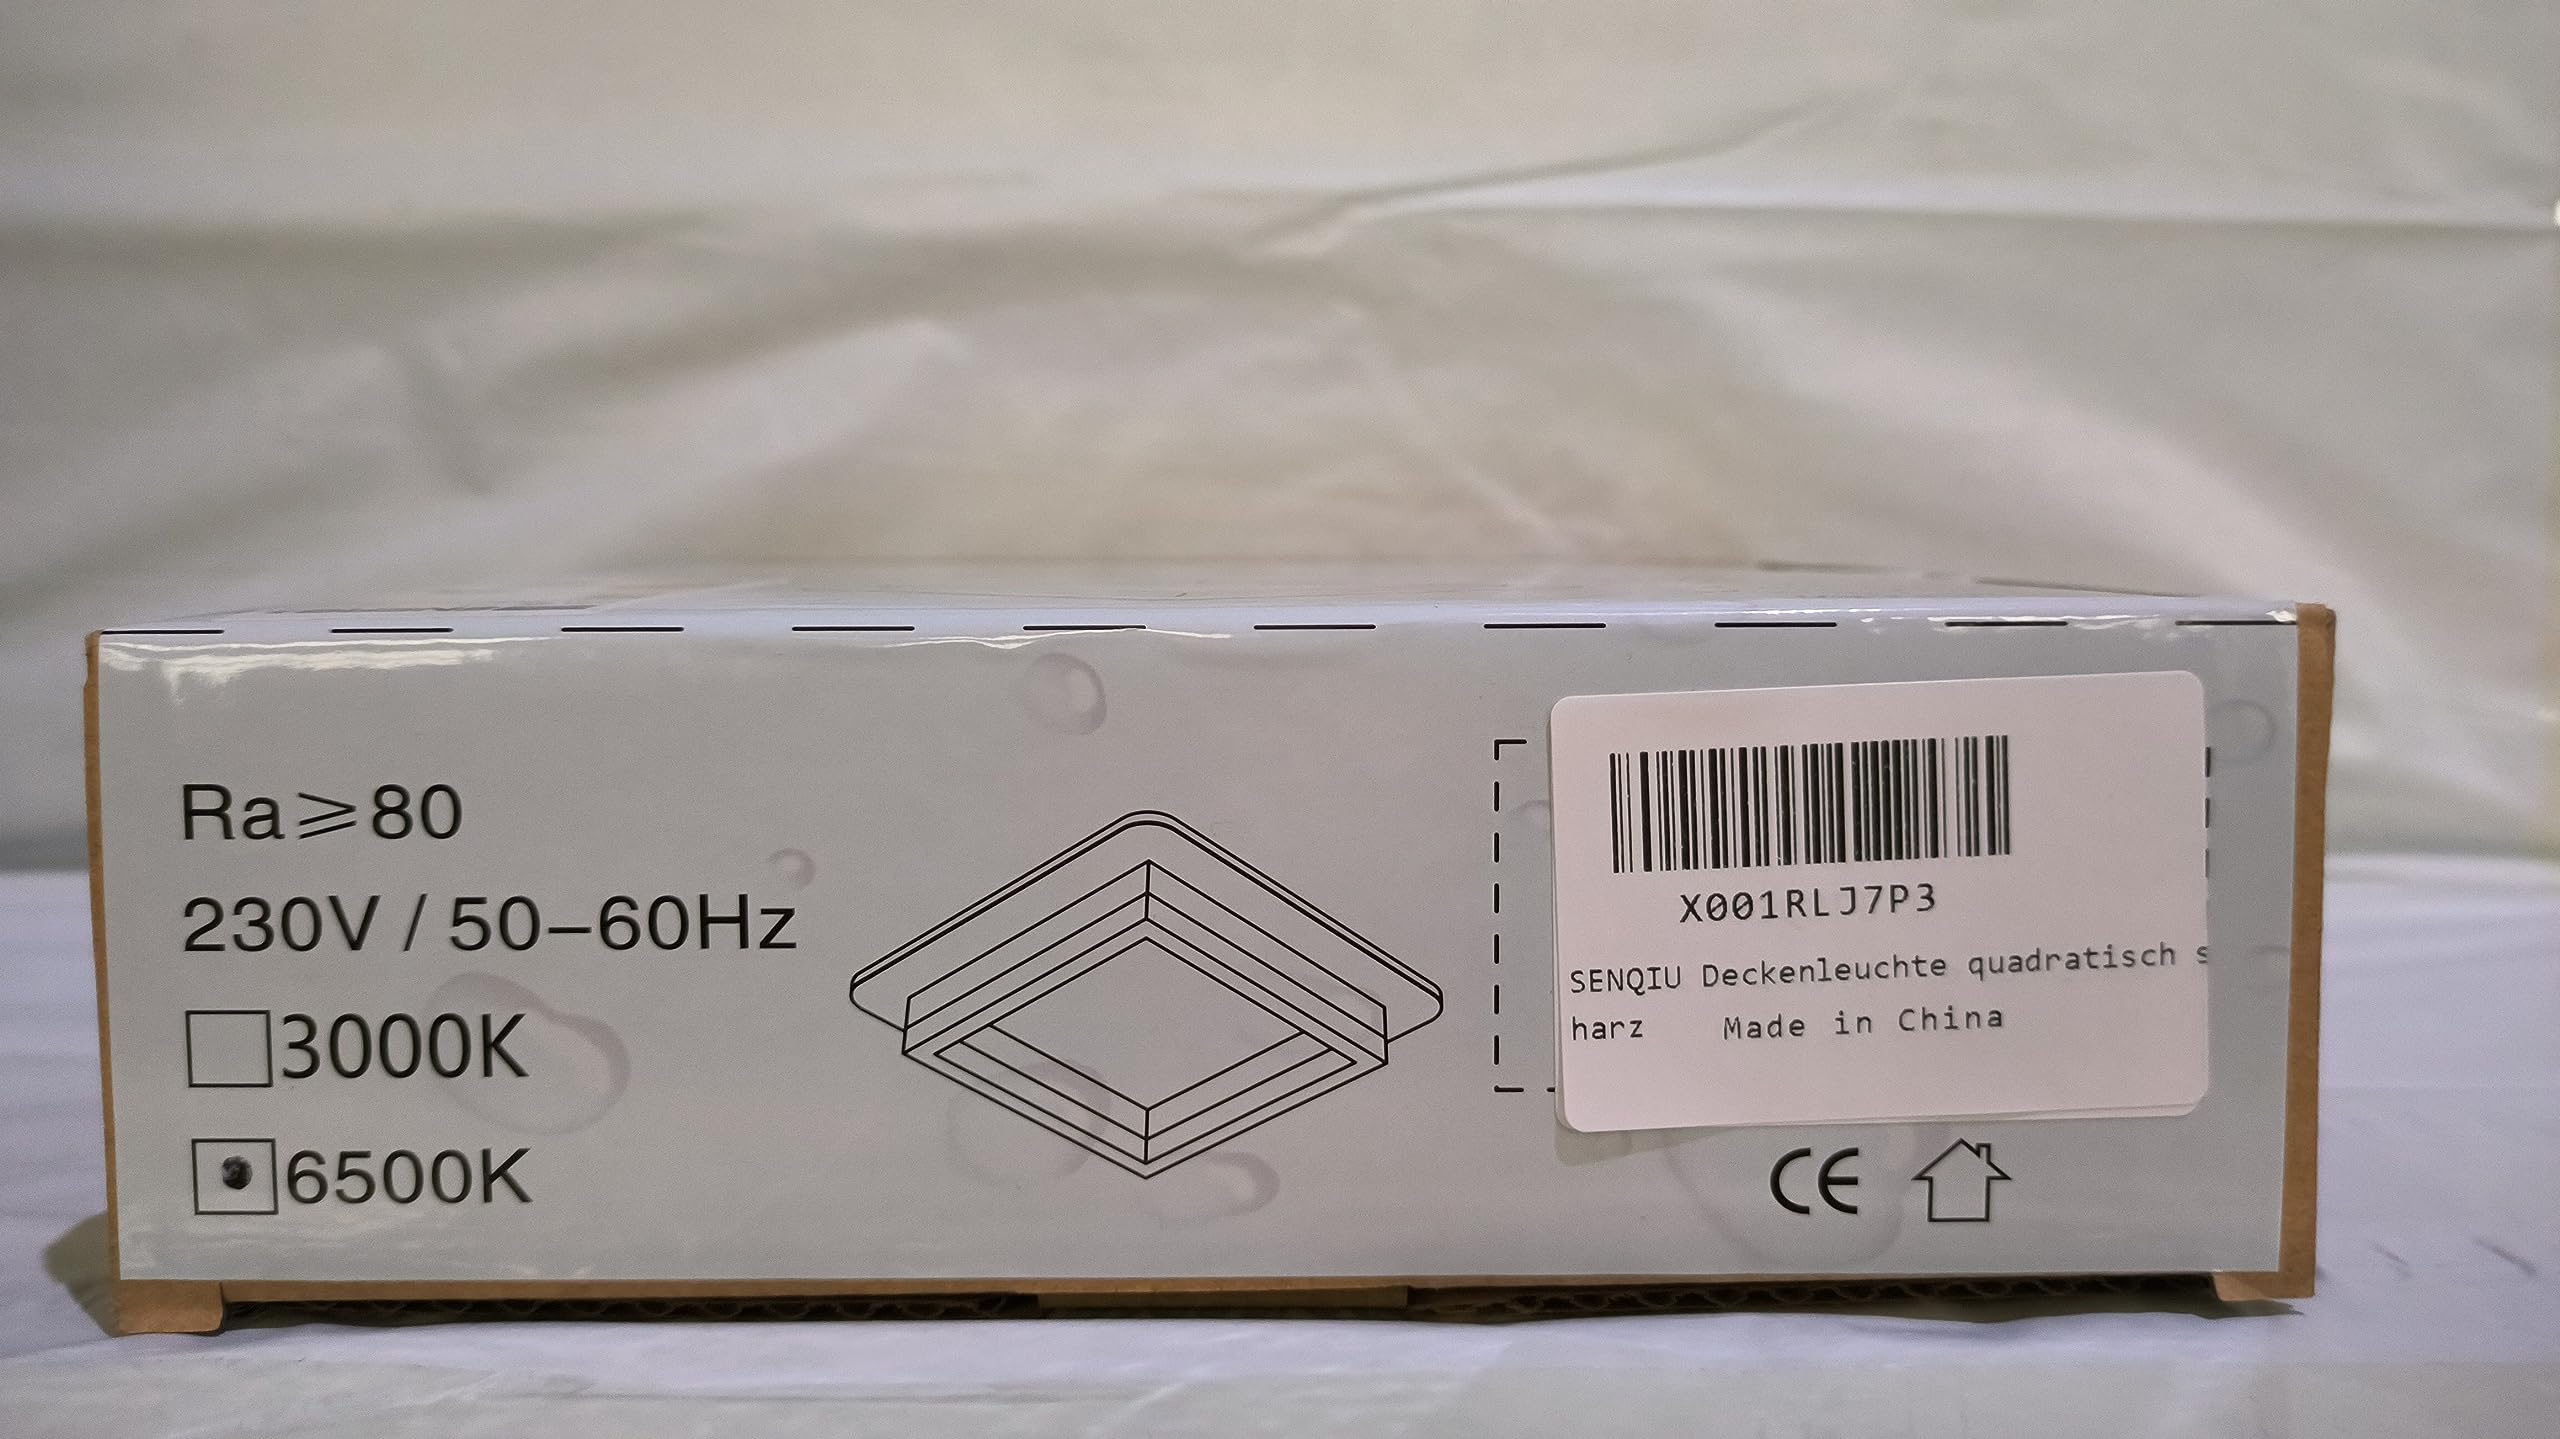 Ra≥80
230V / 50-60Hz
3000K
6500K
X001RLJ7P3
SENQIU Deckenleuchte quadratisch s
harz Made in China
CE